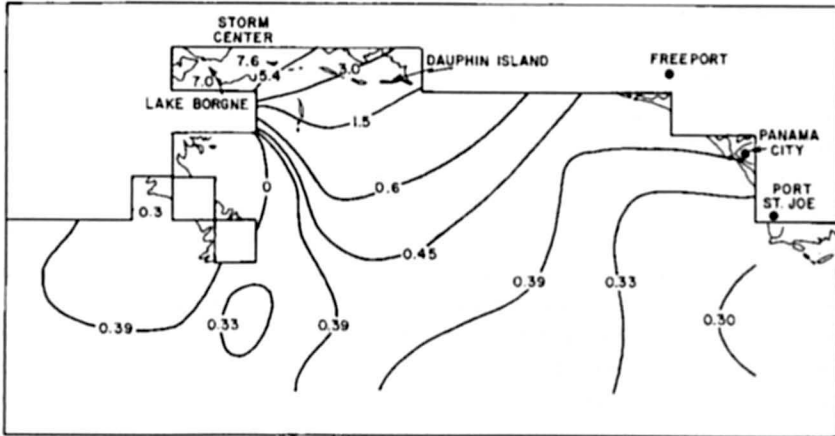 STORM
CENTER
7.6
3.0
DAUPHIN ISLAND
FREEPORT
7.0
5.4
LAKE BORGNE
1.5
PANAMA
CITY
0
0.6
PORT
ST. JOE
0.3
0.45
0.39
0.33
0.30
0.39
0.33
0.39